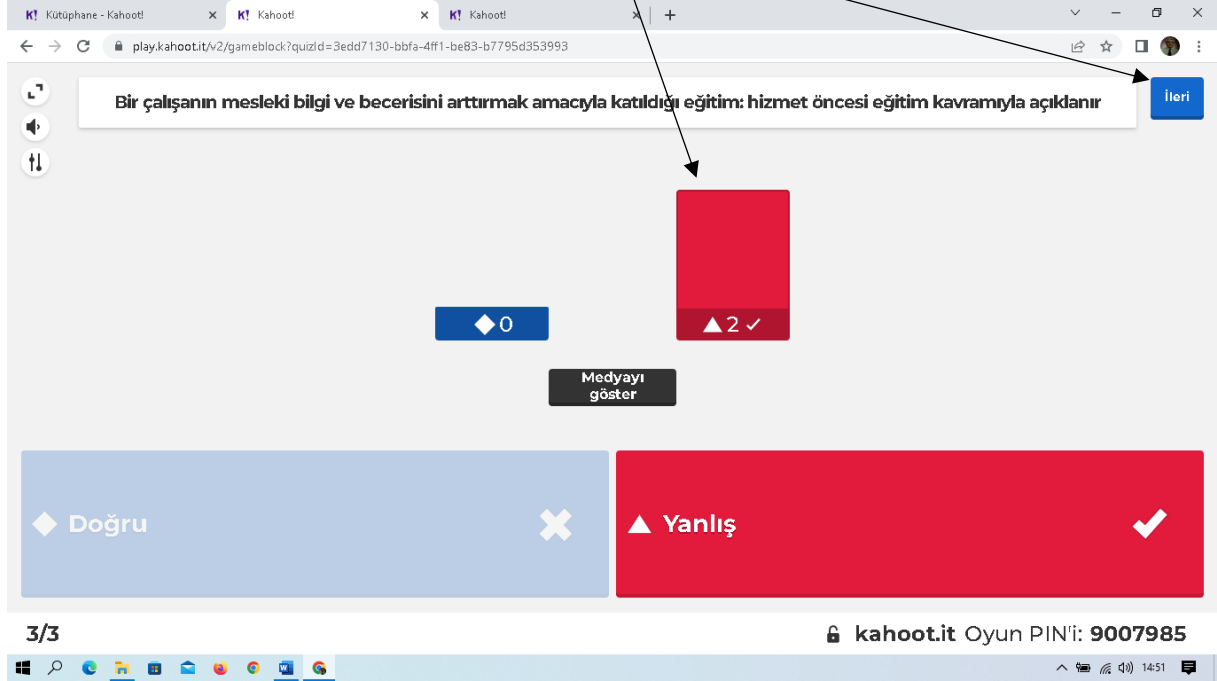 K! Kütüphane - Kahoot!
K! Kahoot!
K! Kahoot!
play.kahoot.it/v2/gameblock?quizId=3edd7130-bbfa-4ff1-be83-b7795d353993
Bir çalışanın mesleki bilgi ve becerisini arttırmak amacıyla katıldığı eğitim: hizmet öncesi eğitim kavramıyla açıklanır
İleri
0
2
Medyayı
göster
Doğru
Yanlış
3/3
kahoot.it Oyun PIN'i: 9007985
14:51